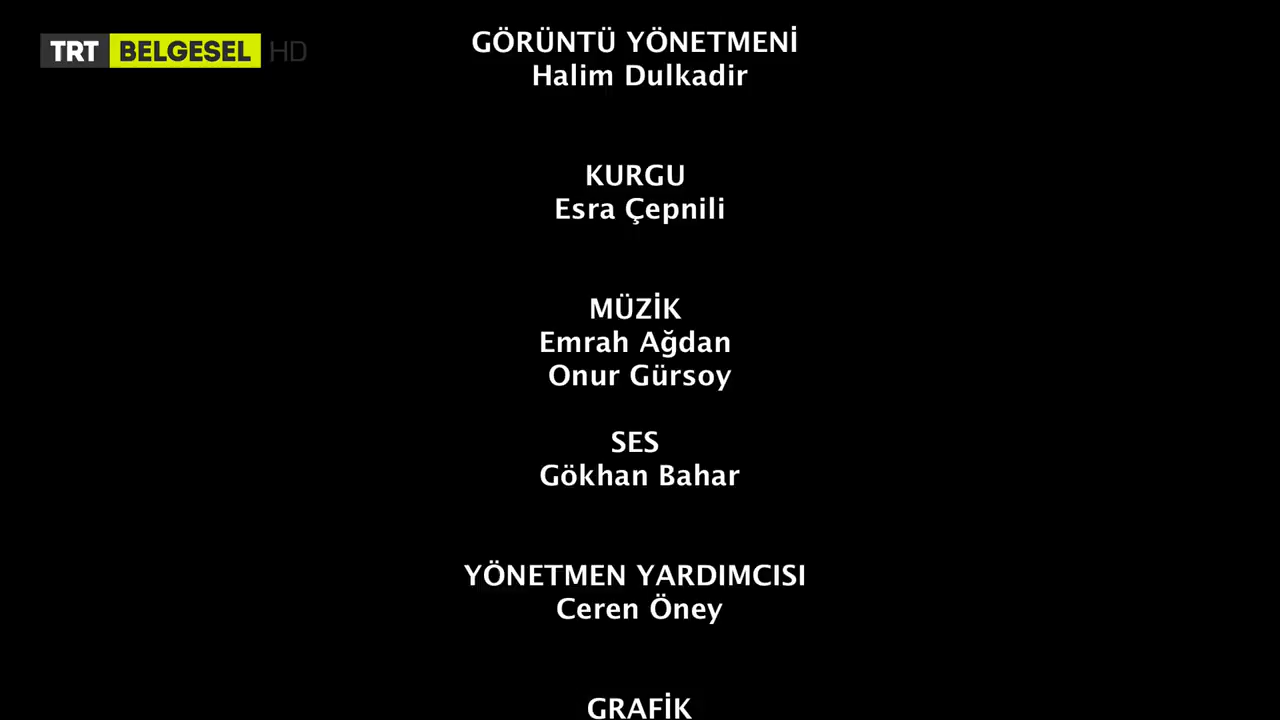 TRT BELGESEL HD
GÖRÜNTÜ YÖNETMENİ
Halim Dulkadir
KURGU
Esra Çepnili
MÜZİK
Emrah Ağdan
Onur Gürsoy
SES
Gökhan Bahar
YÖNETMEN YARDIMCISI
Ceren Öney
GRAFİK